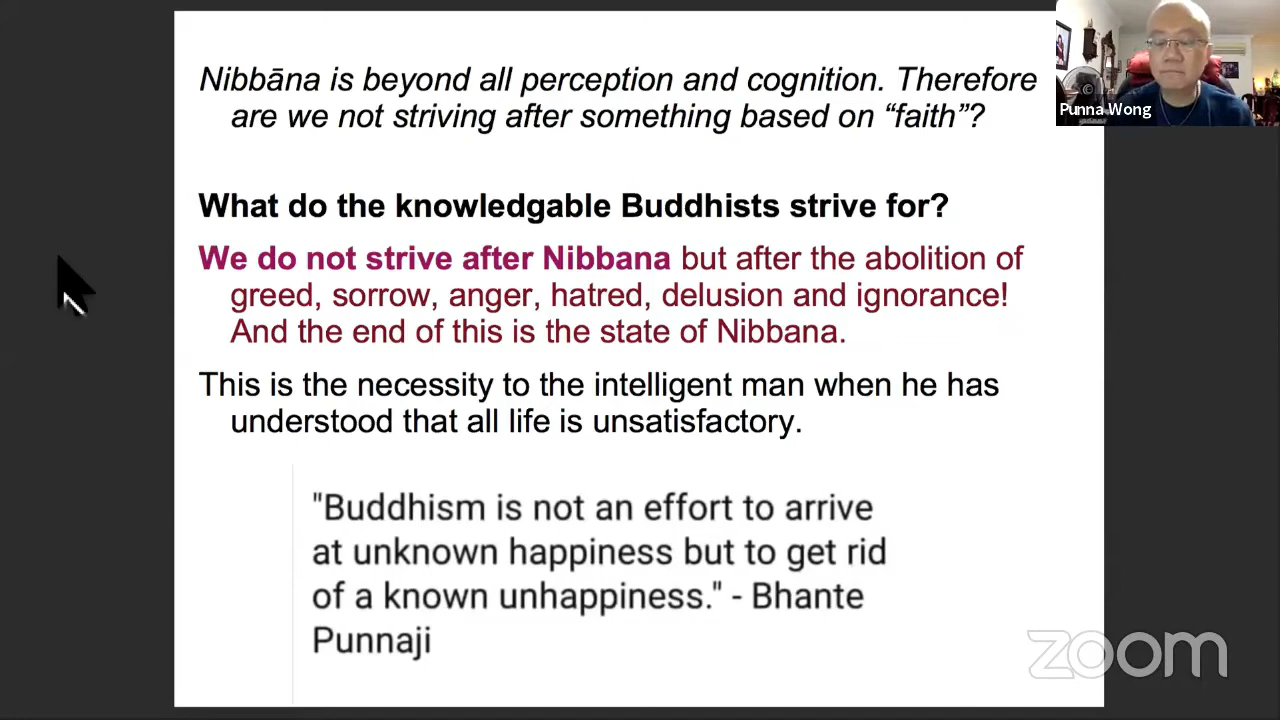 Nibbāna is beyond all perception and cognition. Therefore
are we not striving after something based on “faith”?
Punna Wong
What do the knowledgable Buddhists strive for?
We do not strive after Nibbana but after the abolition of
greed, sorrow, anger, hatred, delusion and ignorance!
And the end of this is the state of Nibbana.
This is the necessity to the intelligent man when he has
understood that all life is unsatisfactory.
"Buddhism is not an effort to arrive
at unknown happiness but to get rid
of a known unhappiness." - Bhante
Punnaji
zoom